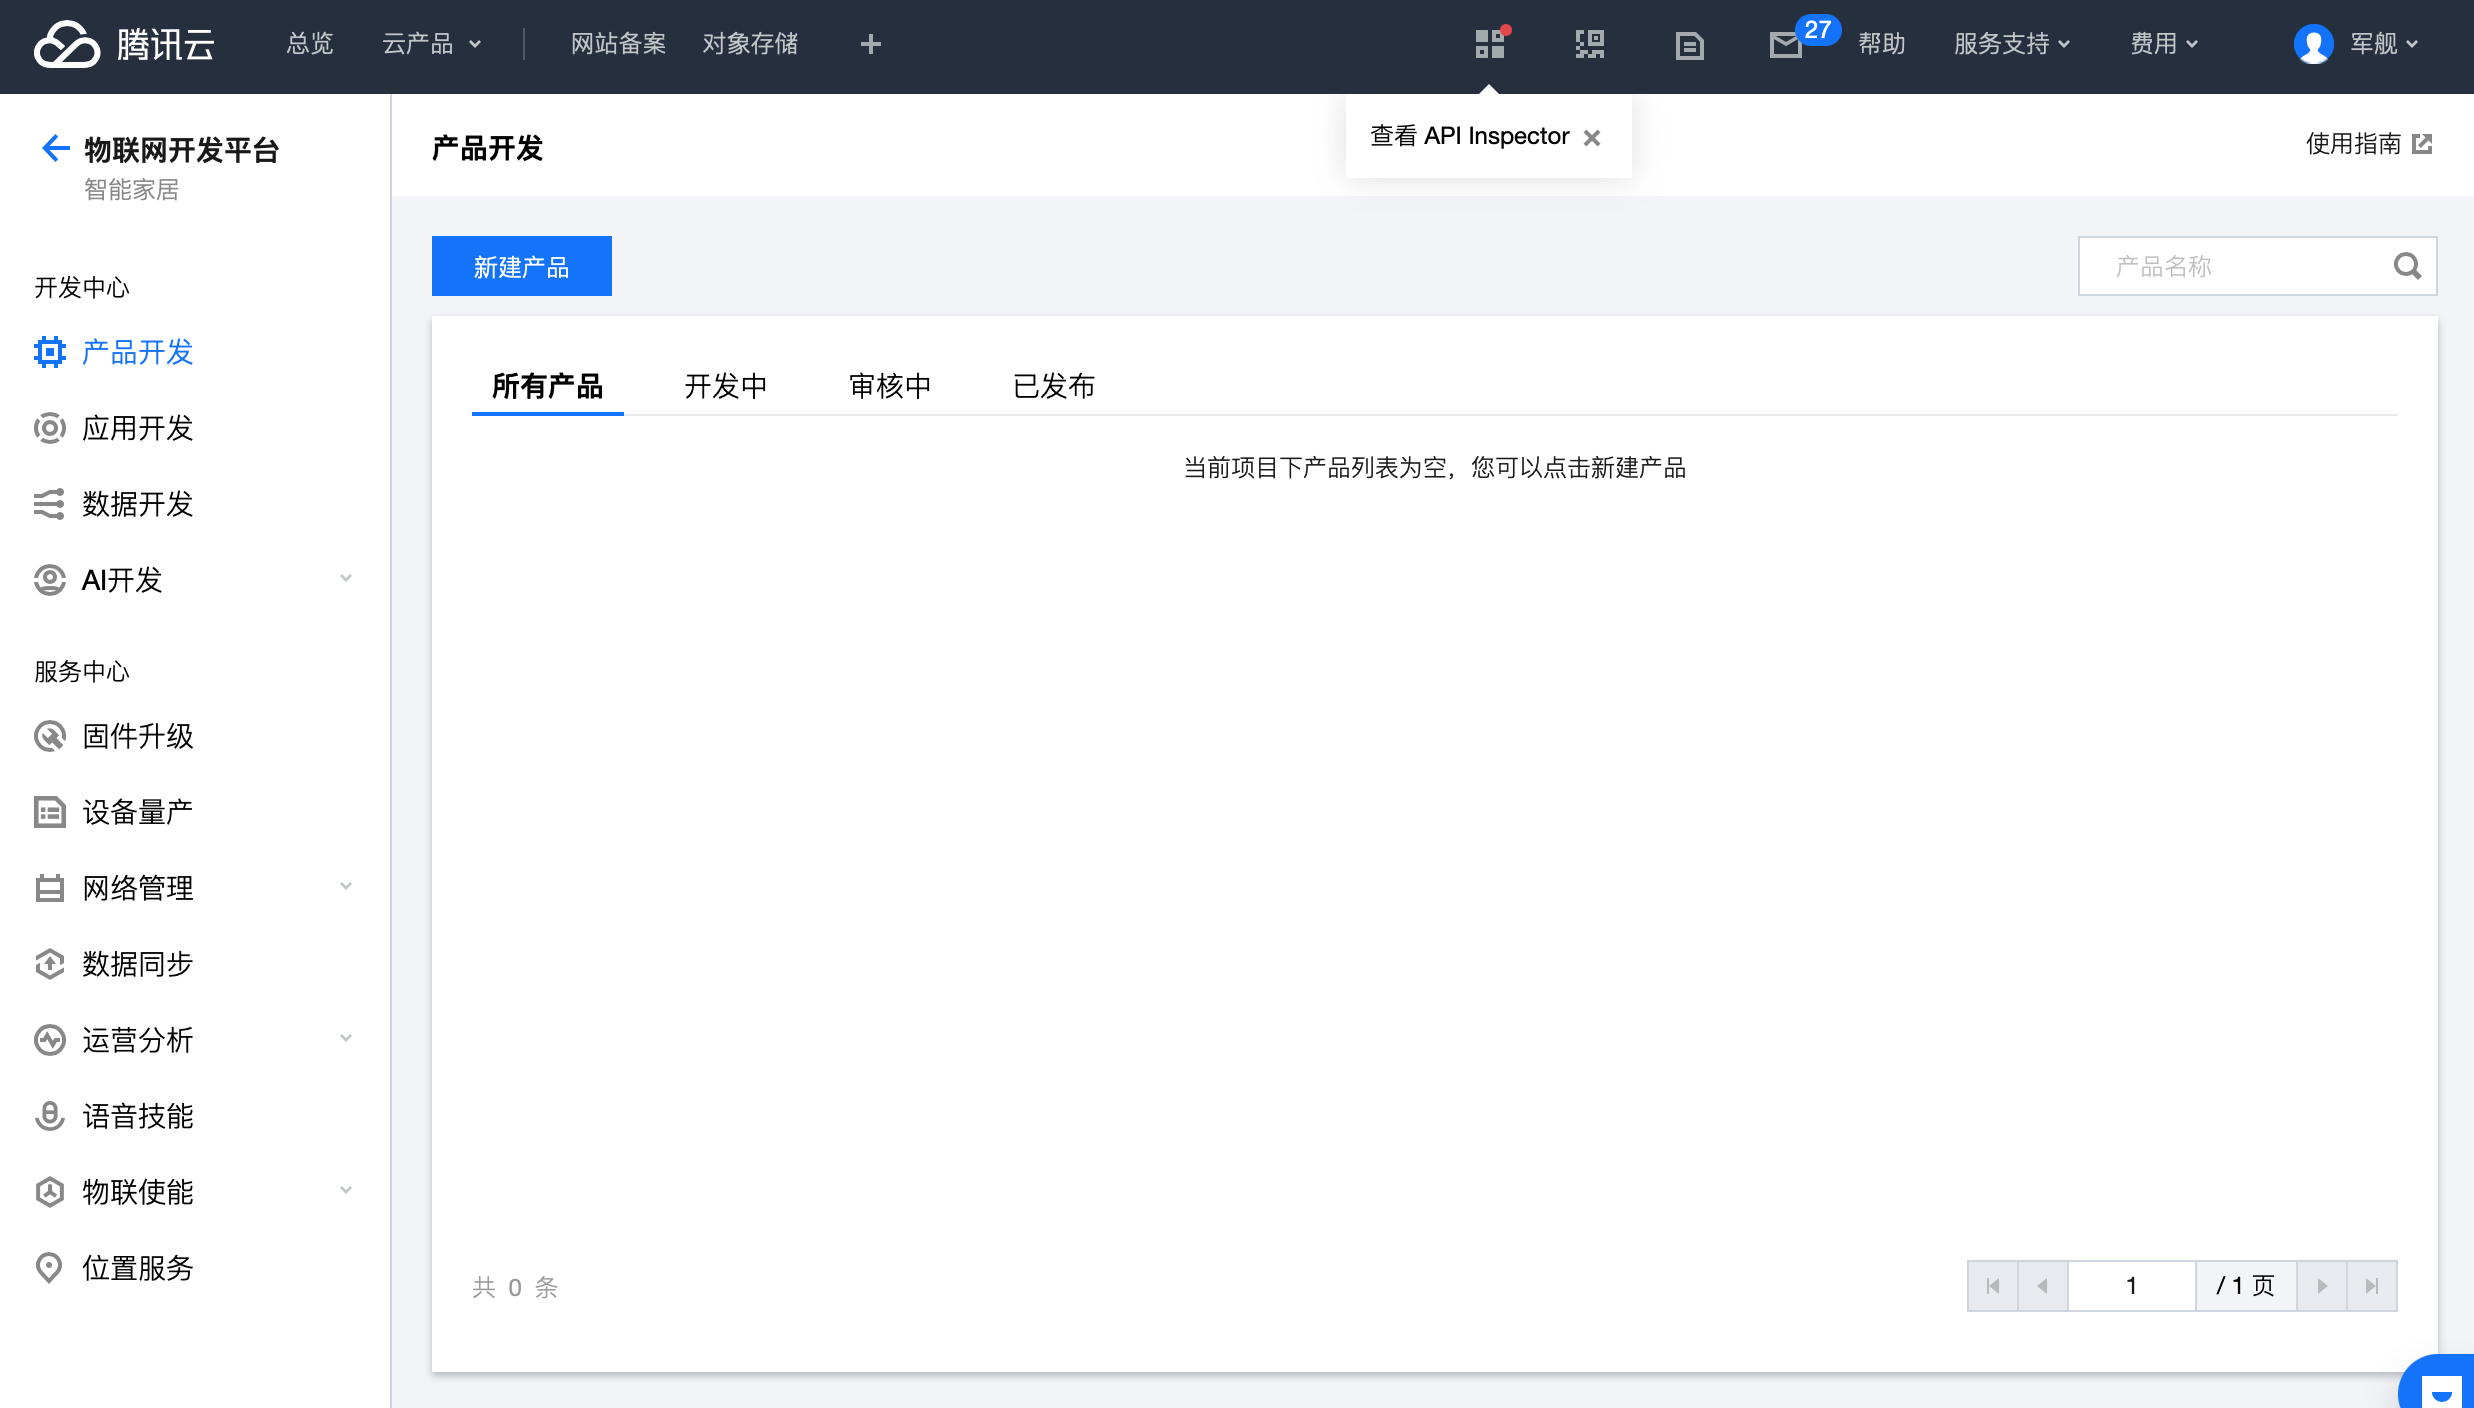 腾讯云 总览 云产品 网站备案 对象存储 27 帮助 服务支持 费用 军舰
查看 API Inspector
物联网开发平台
智能家居
开发中心
产品开发
应用开发
数据开发
AI开发
服务中心
固件升级
设备量产
网络管理
数据同步
运营分析
语音技能
物联使能
位置服务
产品开发
使用指南
新建产品
产品名称
所有产品 开发中 审核中 已发布
当前项目下产品列表为空，您可以点击新建产品
共 0 条
1 / 1 页